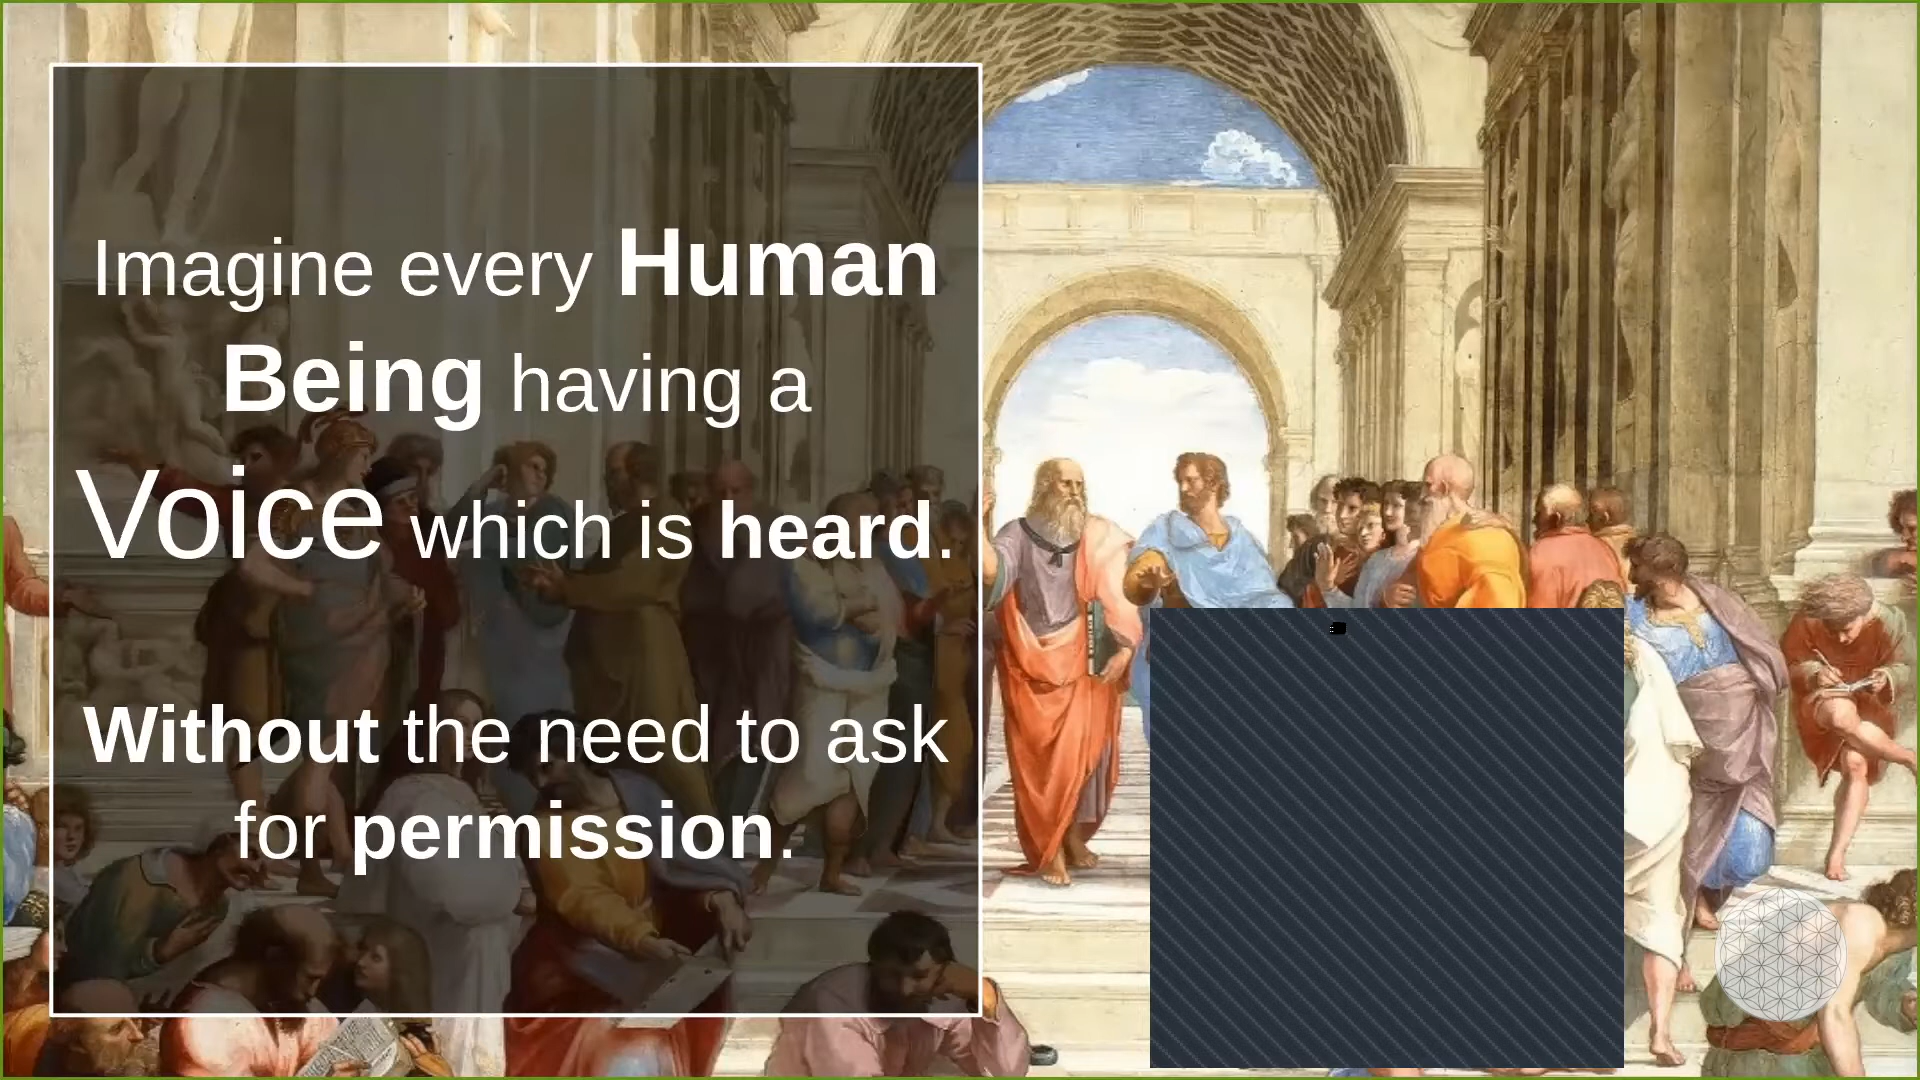 Imagine every Human
Being having a
Voice which is heard.
Without the need to ask
for permission.